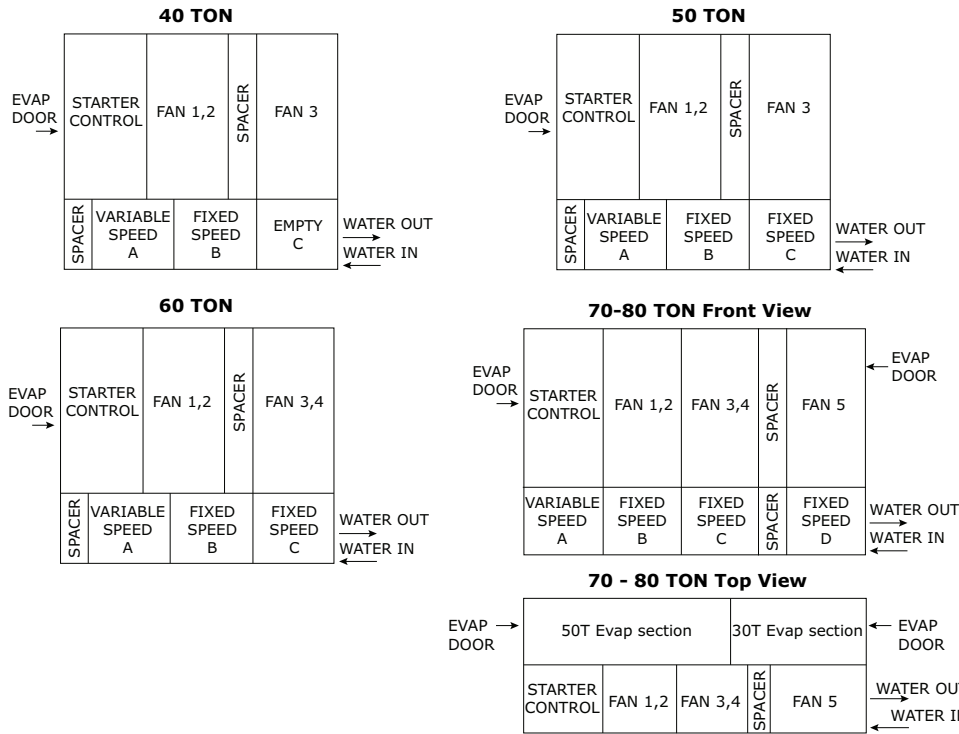 40 TON
EVAP
DOOR
STARTER
CONTROL
FAN 1,2
SPACER
FAN 3
SPACER
VARIABLE
SPEED
A
FIXED
SPEED
B
EMPTY
C
WATER OUT
WATER IN
50 TON
EVAP
DOOR
STARTER
CONTROL
FAN 1,2
SPACER
FAN 3
SPACER
VARIABLE
SPEED
A
FIXED
SPEED
B
FIXED
SPEED
C
WATER OUT
WATER IN
60 TON
EVAP
DOOR
STARTER
CONTROL
FAN 1,2
SPACER
FAN 3,4
SPACER
VARIABLE
SPEED
A
FIXED
SPEED
B
FIXED
SPEED
C
WATER OUT
WATER IN
70-80 TON Front View
EVAP
DOOR
STARTER
CONTROL
FAN 1,2
FAN 3,4
SPACER
FAN 5
EVAP
DOOR
VARIABLE
SPEED
A
FIXED
SPEED
B
FIXED
SPEED
C
SPACER
FIXED
SPEED
D
WATER OUT
WATER IN
70 - 80 TON Top View
EVAP
DOOR
50T Evap section
30T Evap section
EVAP
DOOR
STARTER
CONTROL
FAN 1,2
FAN 3,4
SPACER
FAN 5
WATER OU
WATER I